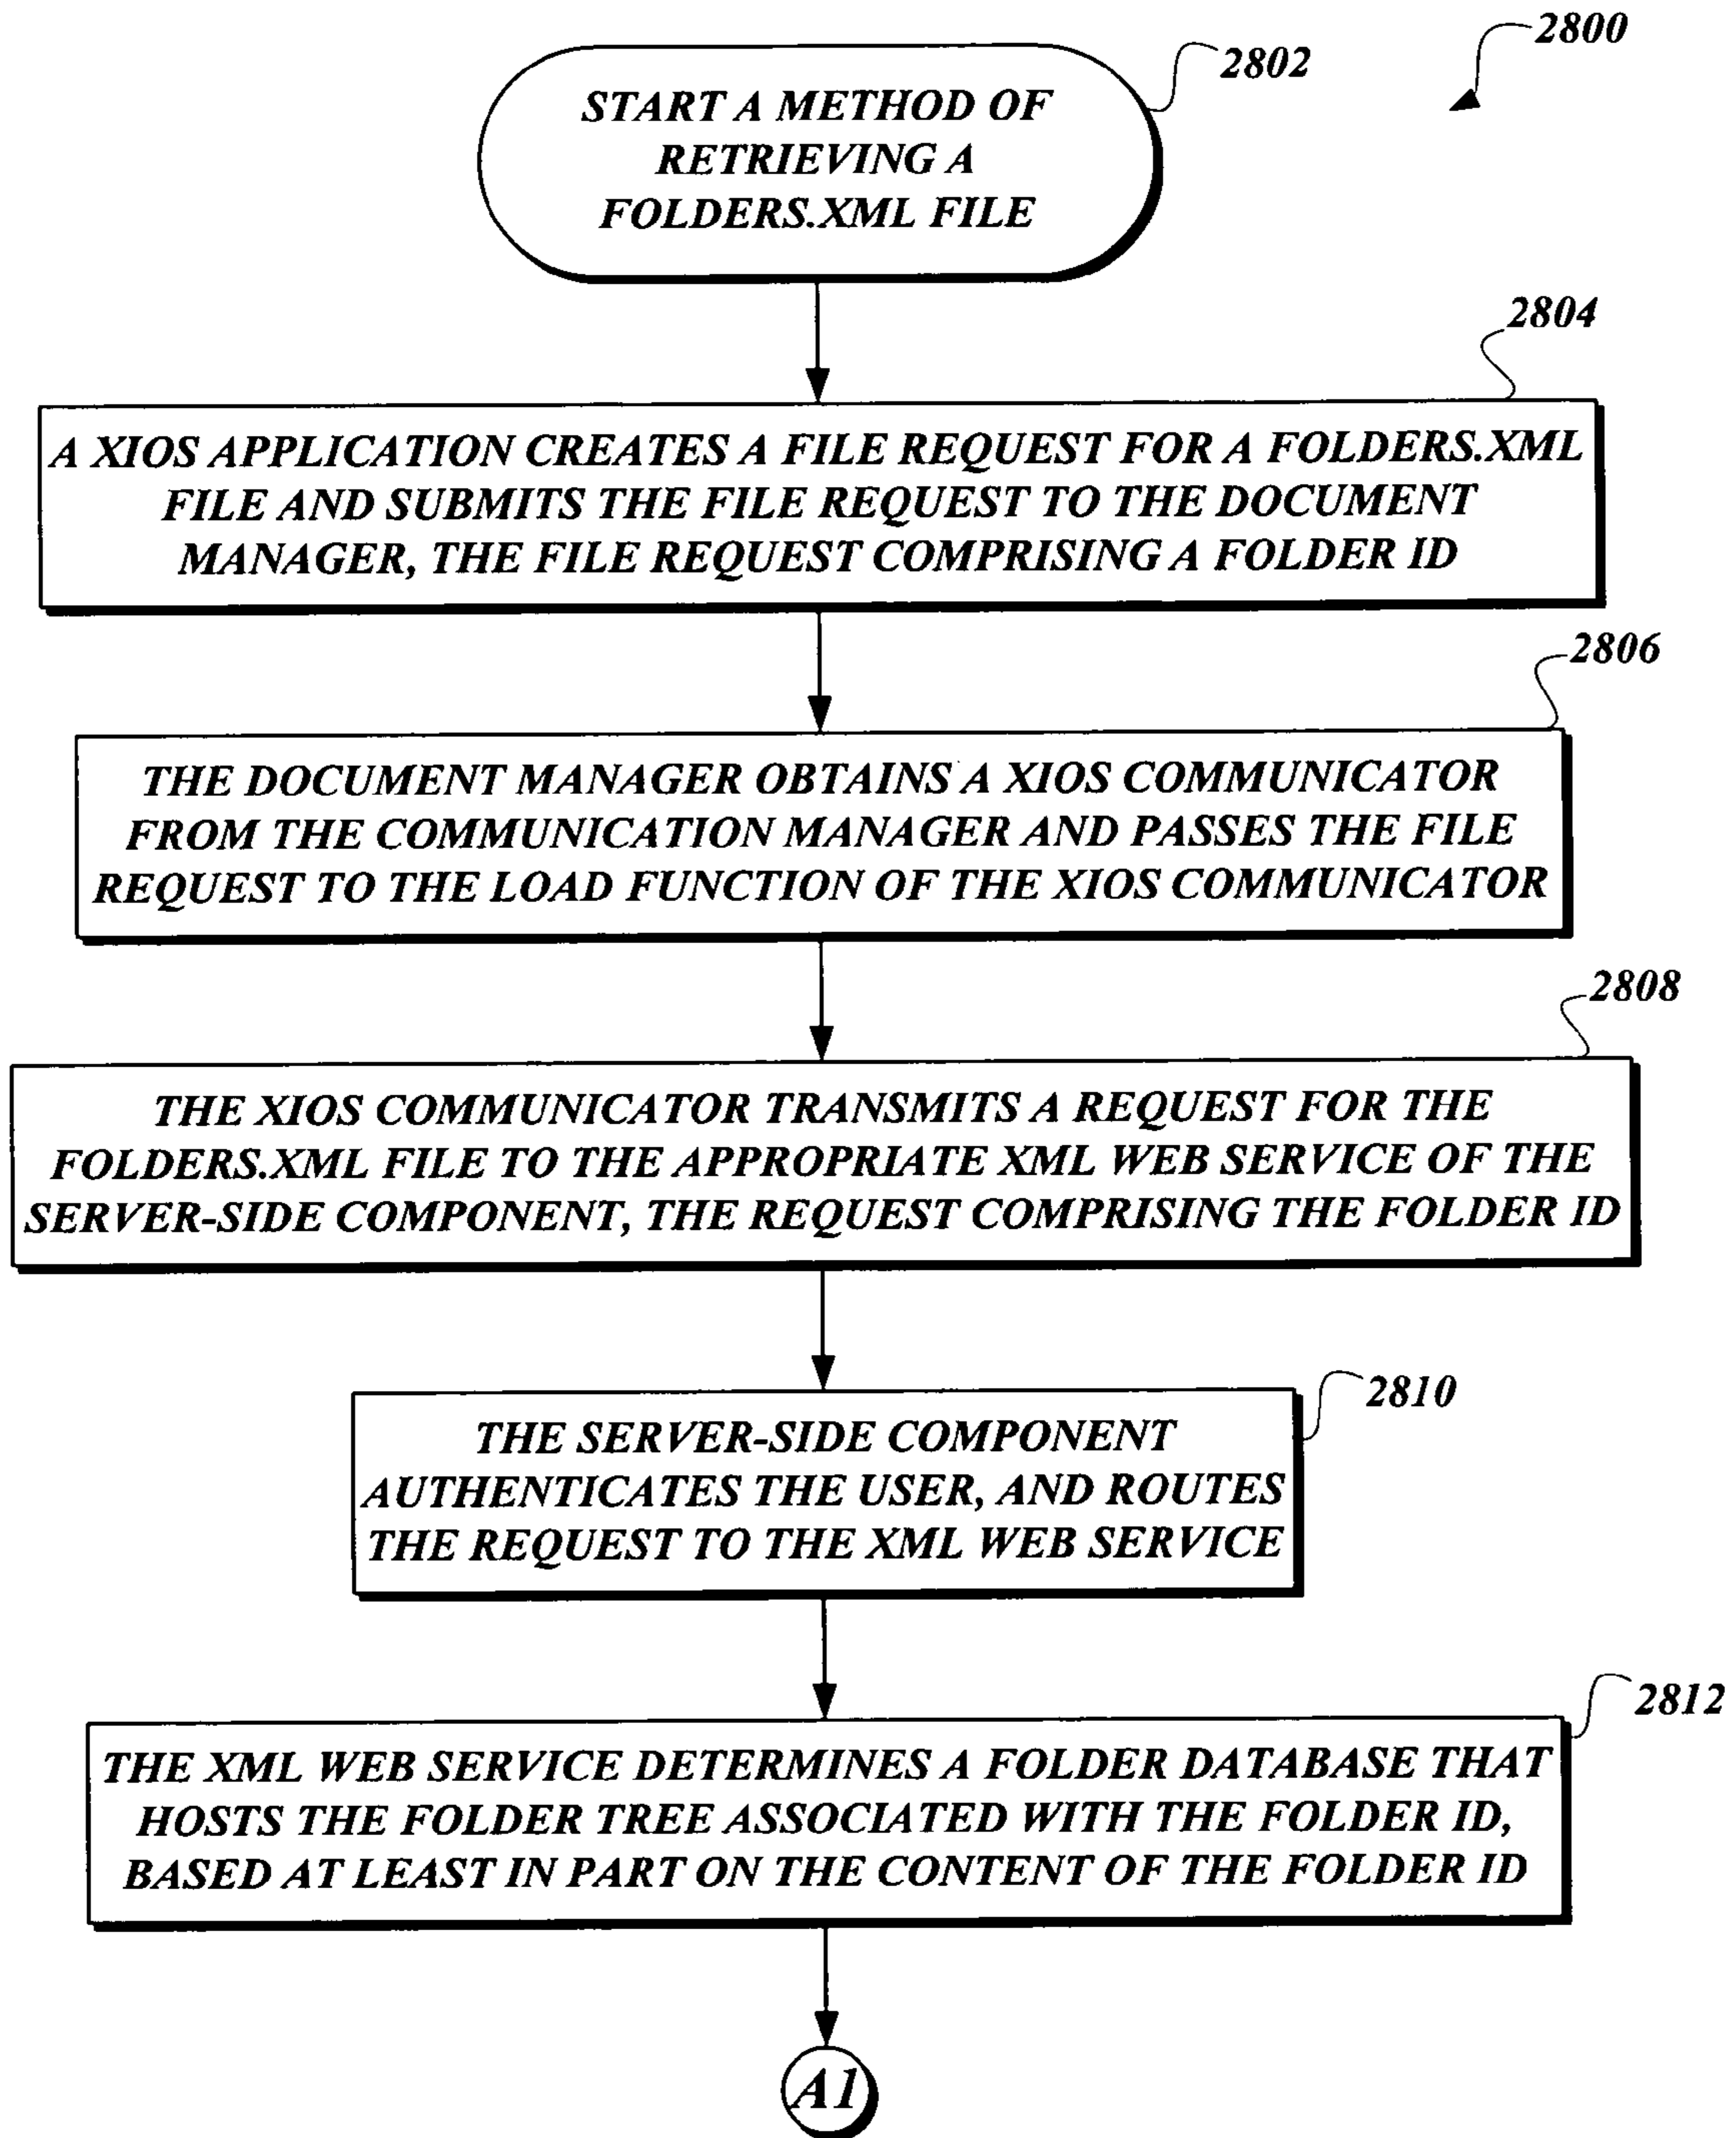 2800
2802
START A METHOD OF
RETRIEVING A
FOLDERS.XML FILE
2804
A XIOS APPLICATION CREATES A FILE REQUEST FOR A FOLDERS.XML
FILE AND SUBMITS THE FILE REQUEST TO THE DOCUMENT
MANAGER, THE FILE REQUEST COMPRISING A FOLDER ID
2806
THE DOCUMENT MANAGER OBTAINS A XIOS COMMUNICATOR
FROM THE COMMUNICATION MANAGER AND PASSES THE FILE
REQUEST TO THE LOAD FUNCTION OF THE XIOS COMMUNICATOR
2808
THE XIOS COMMUNICATOR TRANSMITS A REQUEST FOR THE
FOLDERS.XML FILE TO THE APPROPRIATE XML WEB SERVICE OF THE
SERVER-SIDE COMPONENT, THE REQUEST COMPRISING THE FOLDER ID
2810
THE SERVER-SIDE COMPONENT
AUTHENTICATES THE USER, AND ROUTES
THE REQUEST TO THE XML WEB SERVICE
2812
THE XML WEB SERVICE DETERMINES A FOLDER DATABASE THAT
HOSTS THE FOLDER TREE ASSOCIATED WITH THE FOLDER ID,
BASED AT LEAST IN PART ON THE CONTENT OF THE FOLDER ID
A1